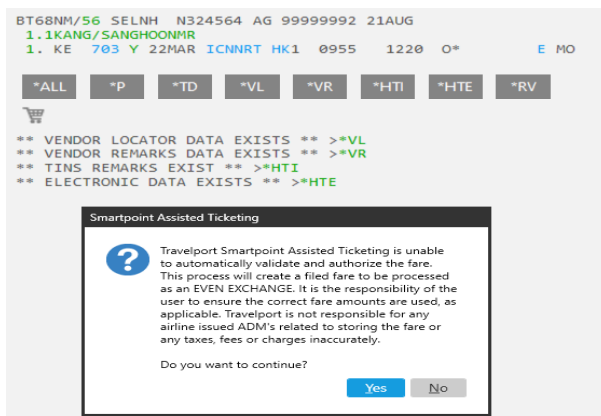 BT68NM/56 SELNH N324564 AG 99999992 21AUG
1.1KANG/SANGHOONMR
1. KE 703 Y 22MAR ICNNRT HK1 0955 1220 O* E MO
*ALL *P *TD *VL *VR *HTI *HTE *RV
** VENDOR LOCATOR DATA EXISTS ** >*VL
** VENDOR REMARKS DATA EXISTS ** >*VR
** TINS REMARKS EXIST ** >*HTI
** ELECTRONIC DATA EXISTS ** >*HTE
Smartpoint Assisted Ticketing
Travelport Smartpoint Assisted Ticketing is unable
to automatically validate and authorize the fare.
This process will create a filed fare to be processed
as an EVEN EXCHANGE. It is the responsibility of the
user to ensure the correct fare amounts are used, as
applicable. Travelport is not responsible for any
airline issued ADM's related to storing the fare or
any taxes, fees or charges inaccurately.
Do you want to continue?
Yes No